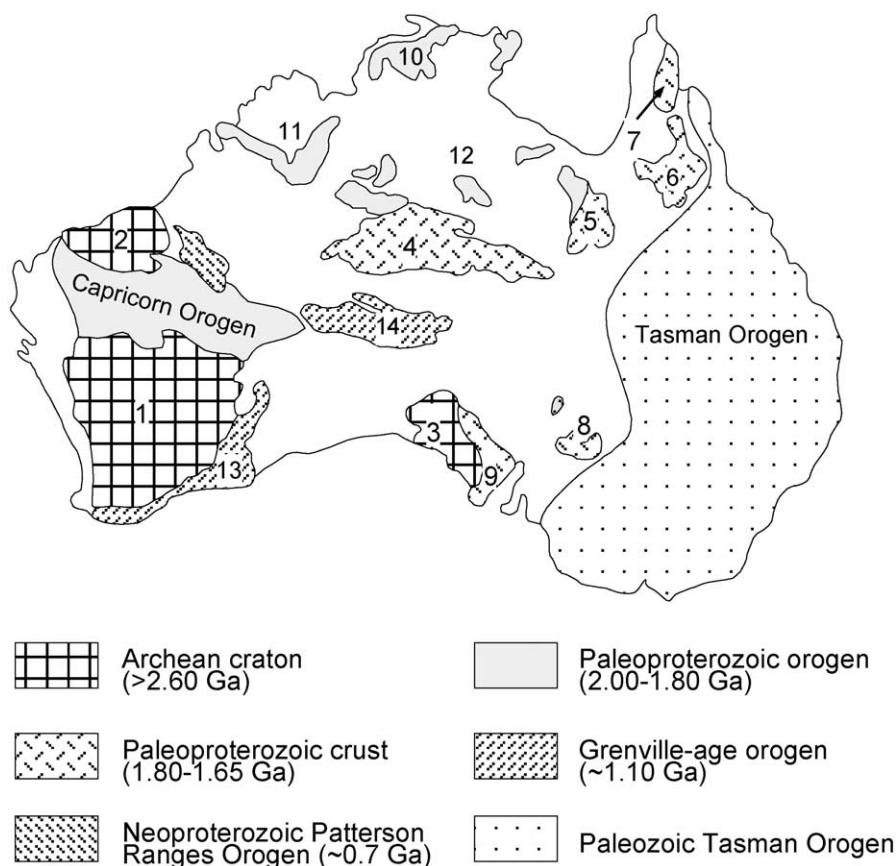 10
11
12
7
6
5
2
4
Capricorn Orogen
14
Tasman Orogen
1
3
8
9
13
Archean craton
(>2.60 Ga)
Paleoproterozoic orogen
(2.00-1.80 Ga)
Paleoproterozoic crust
(1.80-1.65 Ga)
Grenville-age orogen
(~1.10 Ga)
Neoproterozoic Patterson
Ranges Orogen (~0.7 Ga)
Paleozoic Tasman Orogen